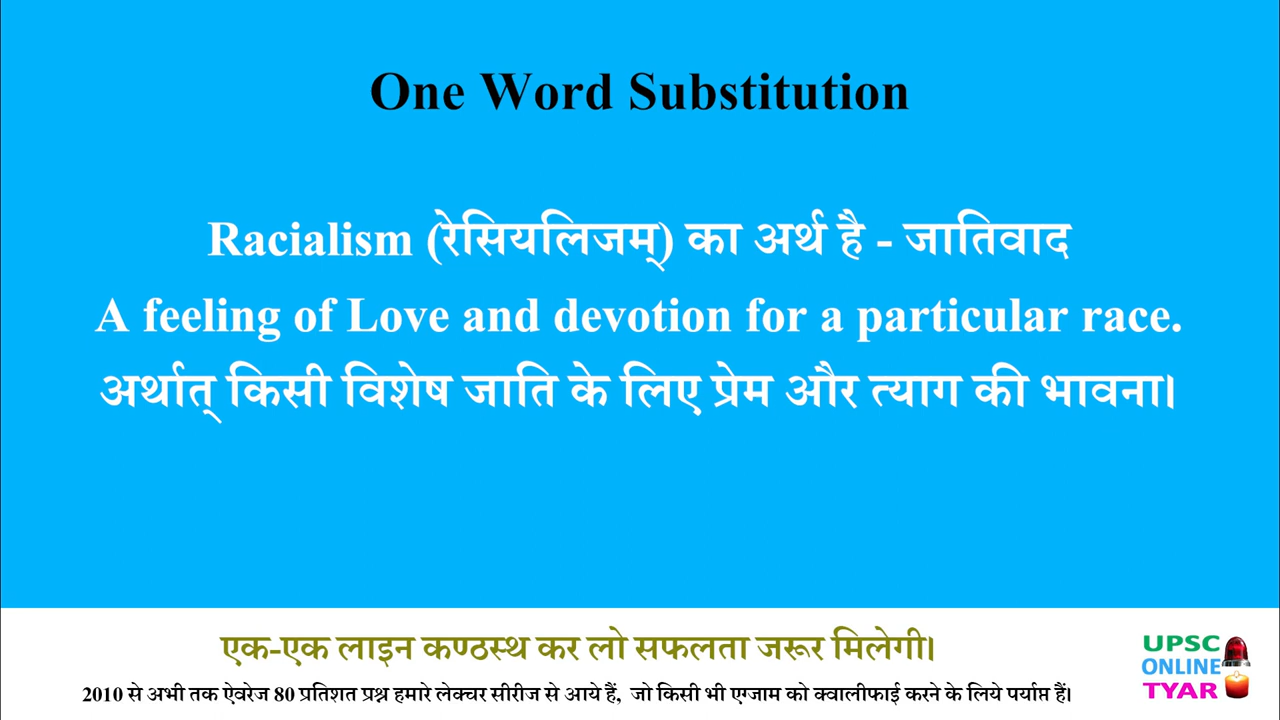 One Word Substitution
Racialism (रेसियलिजम्) का अर्थ है - जातिवाद
A feeling of Love and devotion for a particular race.
अर्थात् किसी विशेष जाति के लिए प्रेम और त्याग की भावना।
एक-एक लाइन कण्ठस्थ कर लो सफलता जरूर मिलेगी।
2010 से अभी तक ऐवरेज 80 प्रतिशत प्रश्न हमारे लेक्चर सीरीज से आये हैं, जो किसी भी एग्जाम को क्वालीफाई करने के लिये पर्याप्त हैं।
UPSC
ONLINE
TYAR